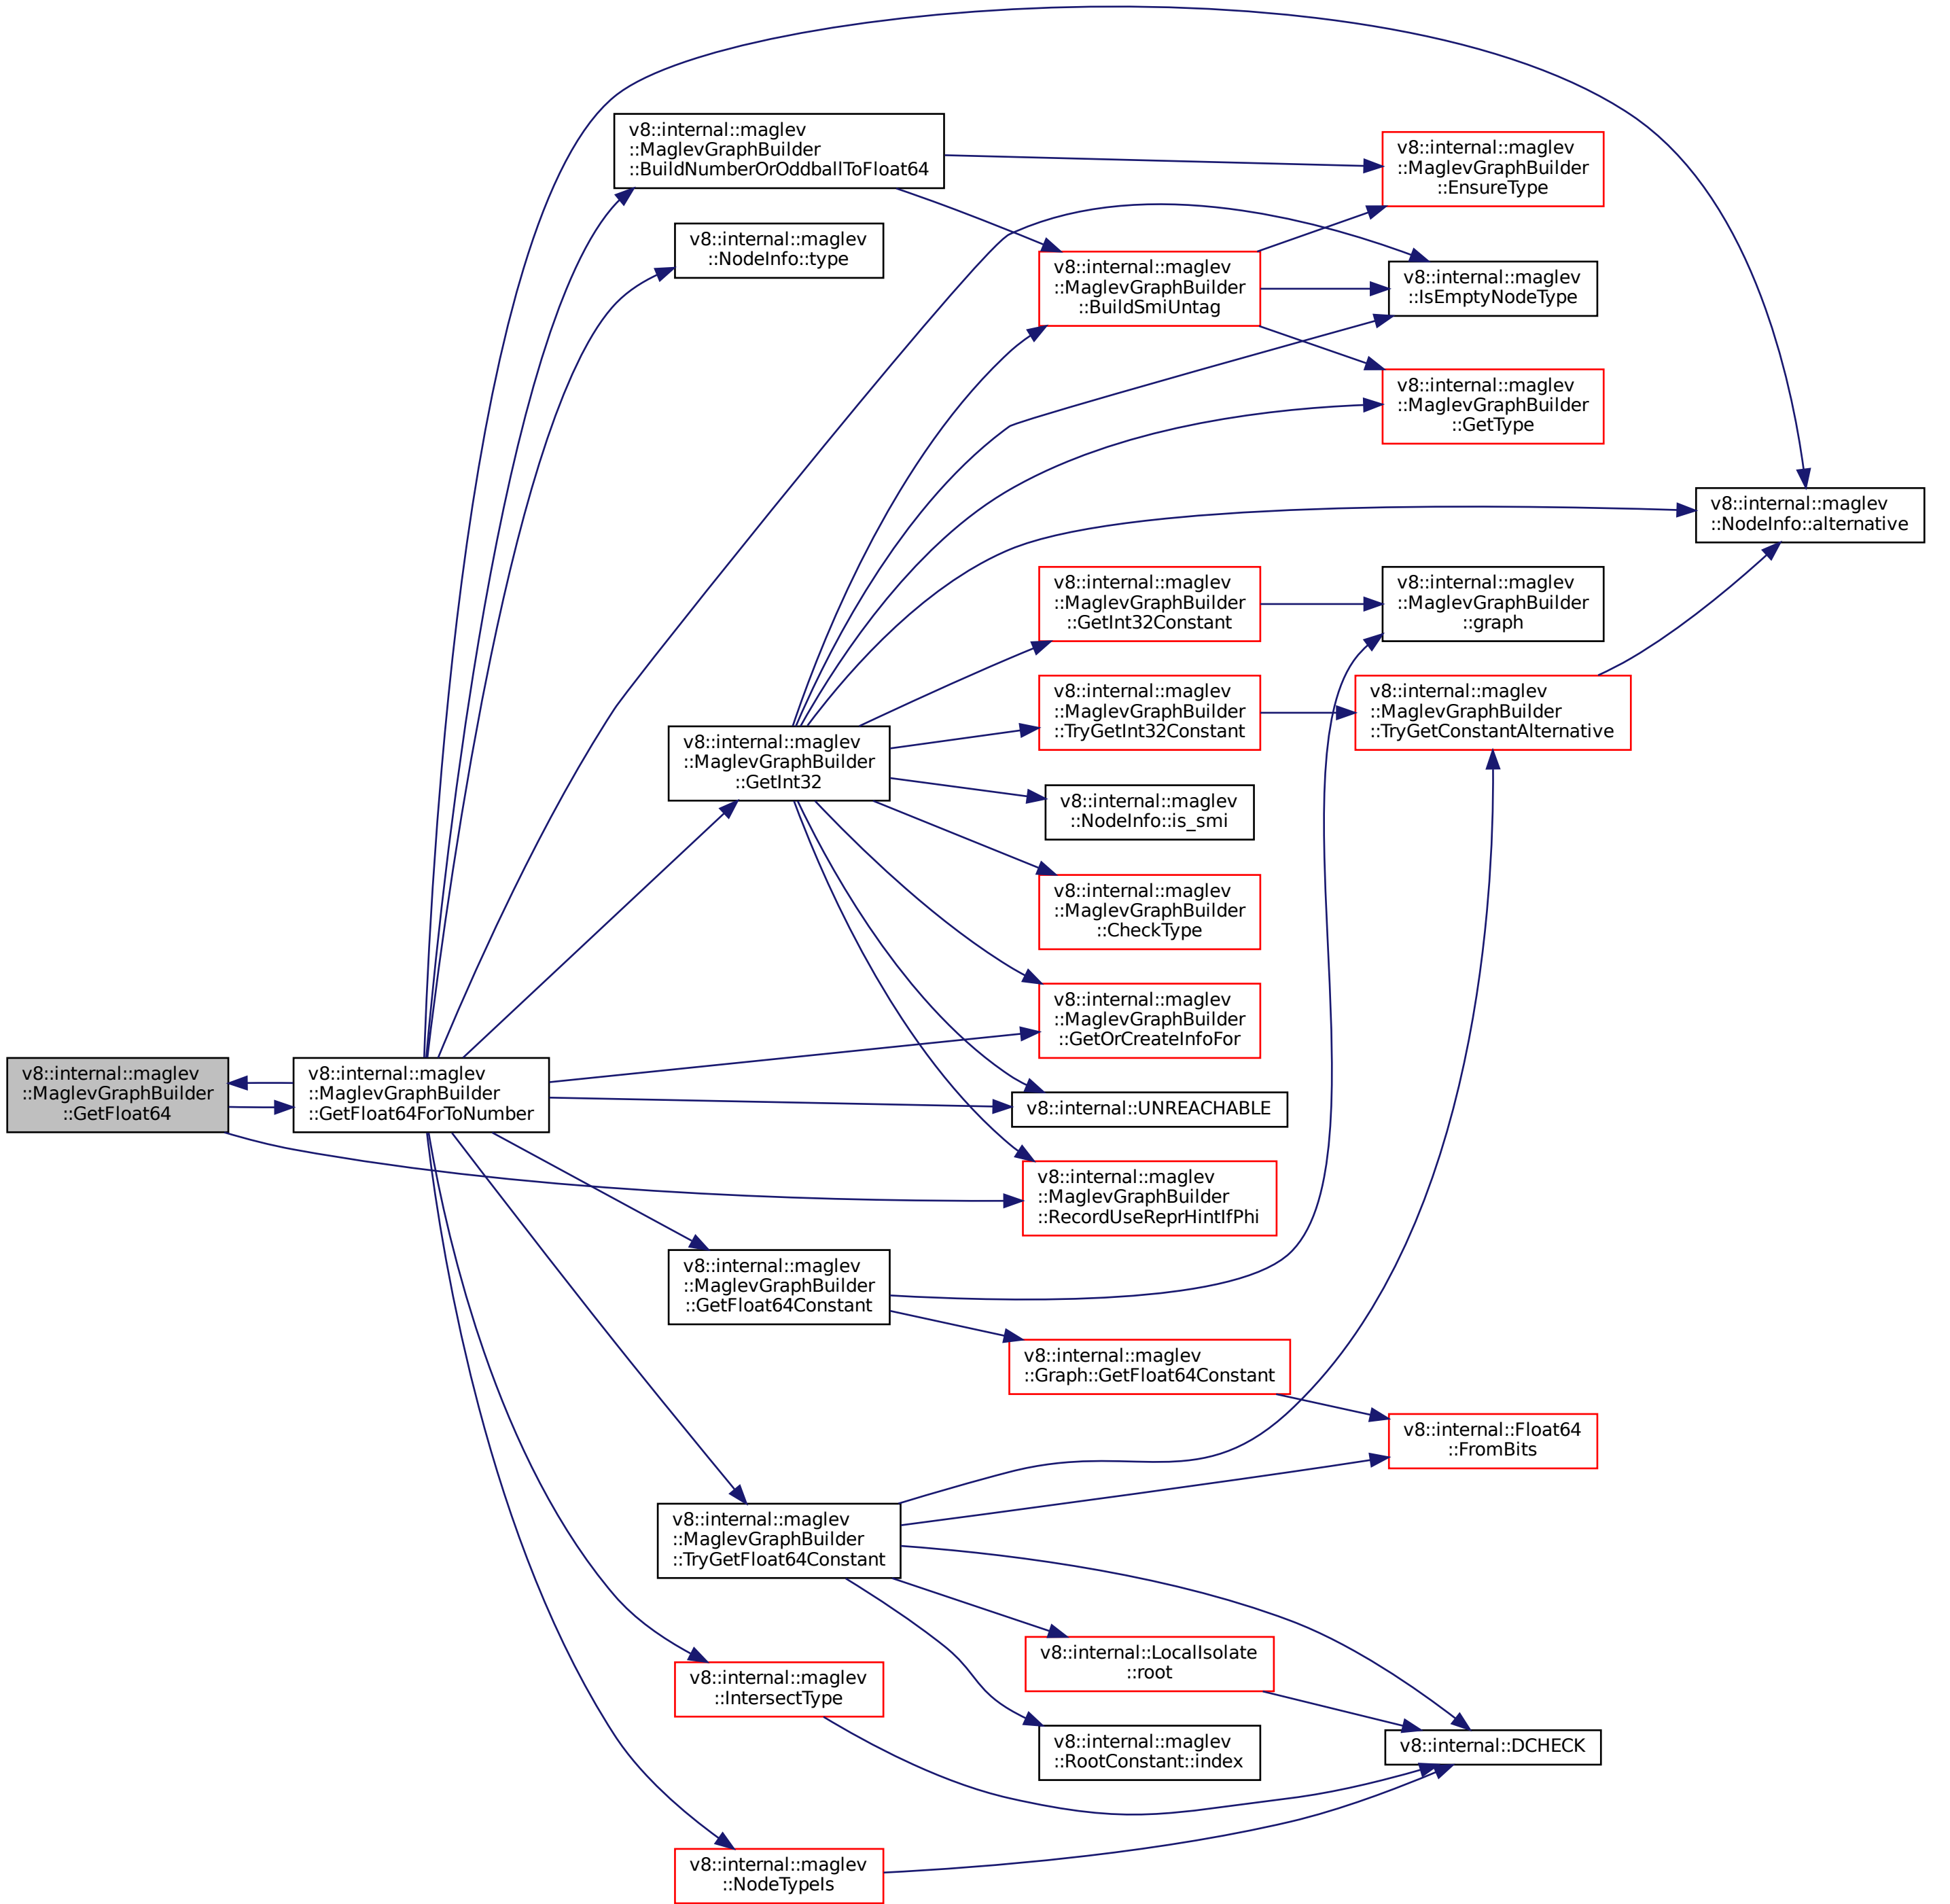 v8::internal::maglev
::MaglevGraphBuilder
::GetFloat64
v8::internal::maglev
::MaglevGraphBuilder
::GetFloat64ForToNumber
v8::internal::maglev
::MaglevGraphBuilder
::BuildNumberOrOddballToFloat64
v8::internal::maglev
::NodeInfo::type
v8::internal::maglev
::MaglevGraphBuilder
::GetInt32
v8::internal::maglev
::MaglevGraphBuilder
::GetFloat64Constant
v8::internal::maglev
::MaglevGraphBuilder
::TryGetFloat64Constant
v8::internal::maglev
::IntersectType
v8::internal::maglev
::NodeTypeIs
v8::internal::maglev
::MaglevGraphBuilder
::BuildSmiUntag
v8::internal::maglev
::MaglevGraphBuilder
::GetInt32Constant
v8::internal::maglev
::MaglevGraphBuilder
::TryGetInt32Constant
v8::internal::maglev
::NodeInfo::is_smi
v8::internal::maglev
::MaglevGraphBuilder
::CheckType
v8::internal::maglev
::MaglevGraphBuilder
::GetOrCreateInfoFor
v8::internal::UNREACHABLE
v8::internal::maglev
::MaglevGraphBuilder
::RecordUseReprHintIfPhi
v8::internal::maglev
::Graph::GetFloat64Constant
v8::internal::LocalIsolate
::root
v8::internal::maglev
::RootConstant::index
v8::internal::maglev
::MaglevGraphBuilder
::EnsureType
v8::internal::maglev
::IsEmptyNodeType
v8::internal::maglev
::MaglevGraphBuilder
::GetType
v8::internal::maglev
::MaglevGraphBuilder
::graph
v8::internal::maglev
::MaglevGraphBuilder
::TryGetConstantAlternative
v8::internal::Float64
::FromBits
v8::internal::DCHECK
v8::internal::maglev
::NodeInfo::alternative